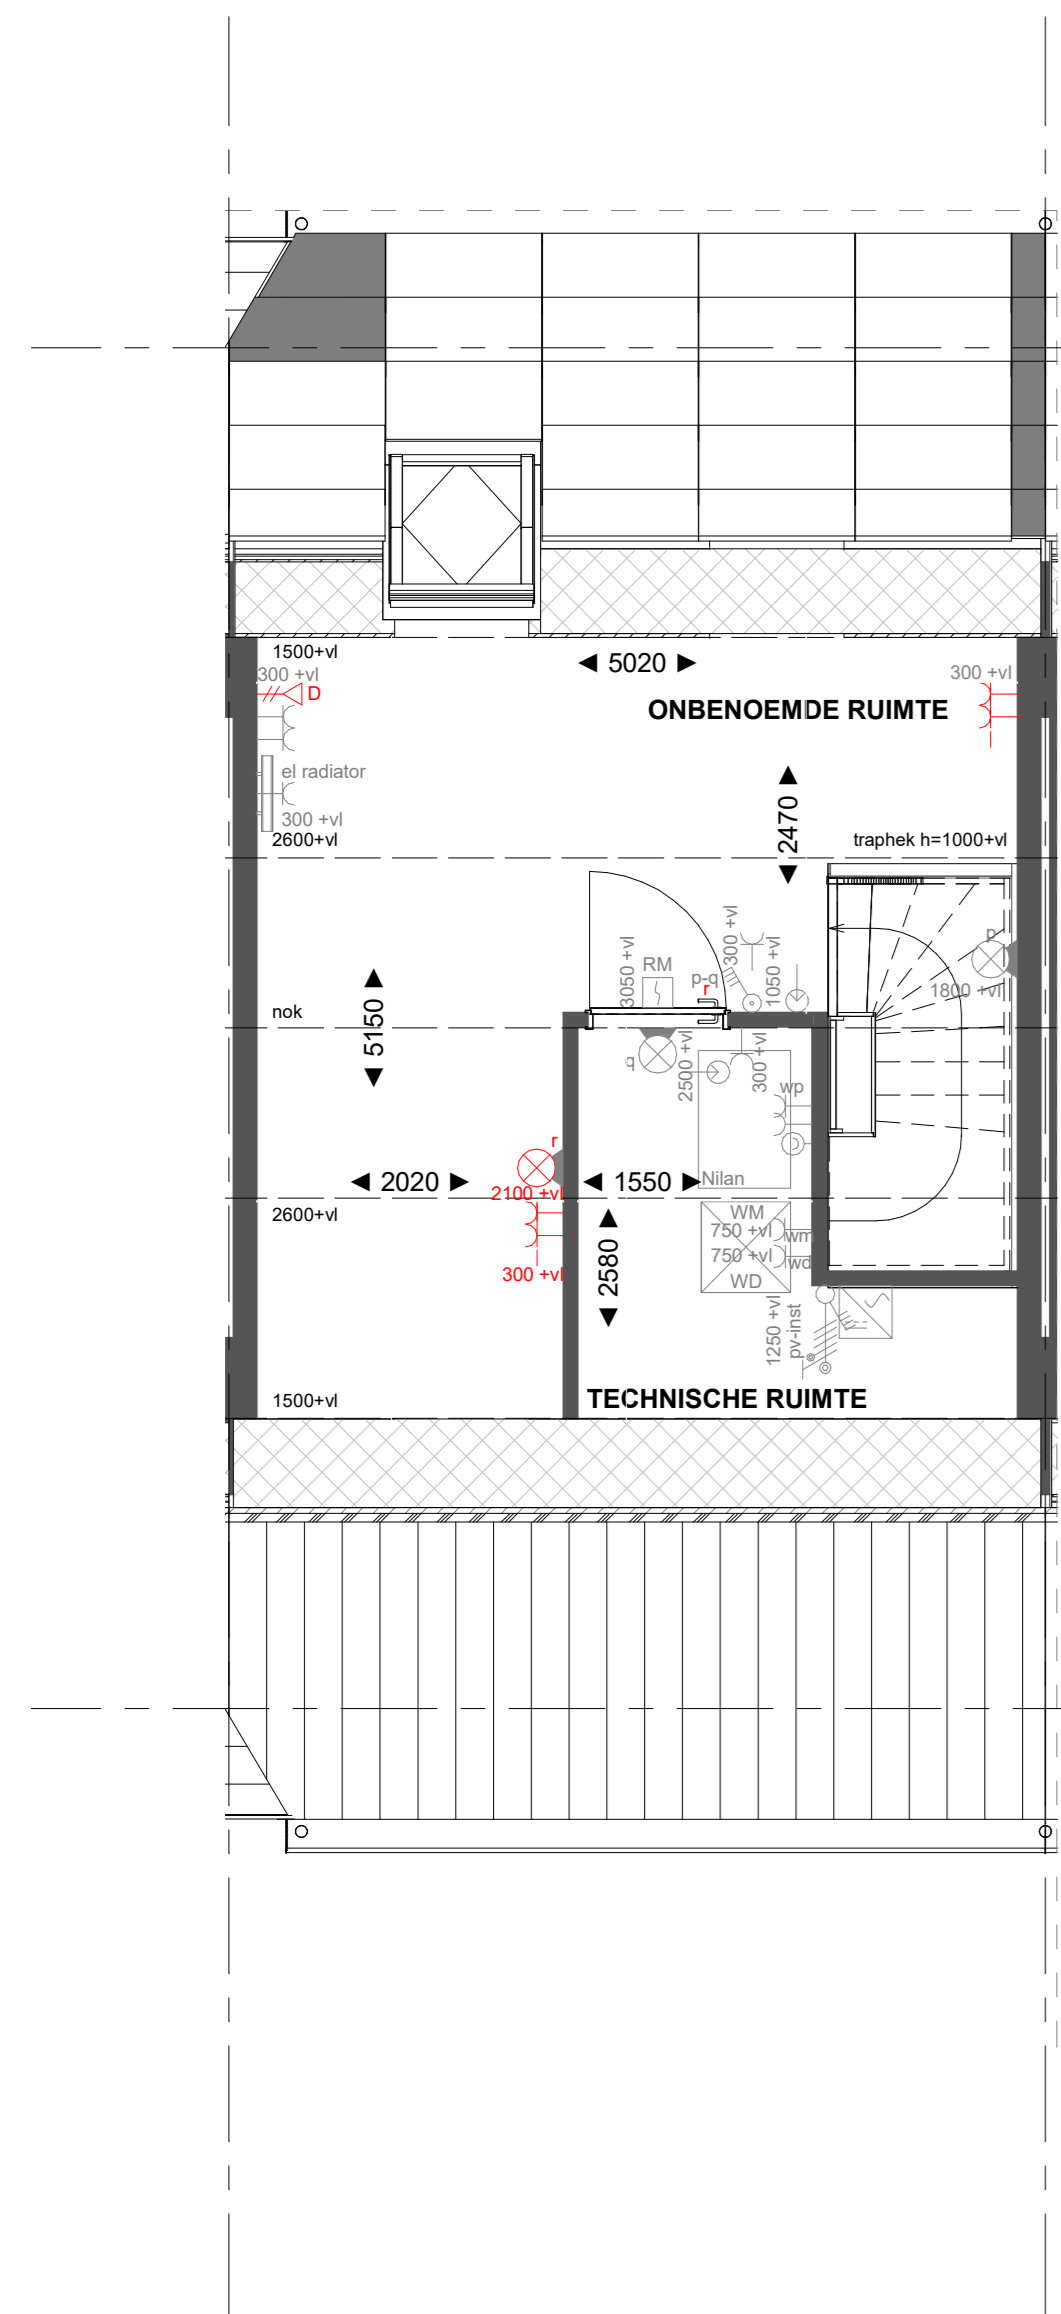 1500+vl
300 +vl
D
5020
300 +vl
ONBENOEMDE RUIMTE
el radiator
300 +vl
2600+vl
2470
traphek h=1000+vl
3050 +vl
RM
p-q
r
300 +vl
1050 +vl
p
1800 +vl
nok
5150
q
2500 +vl
300 +vl
wp
r
2100 +vl
2020
1550
Nilan
2600+vl
300 +vl
2580
WM
750 +vl
wm
750 +vl
wd
WD
1250 +vl
pv-inst
1500+vl
TECHNISCHE RUIMTE